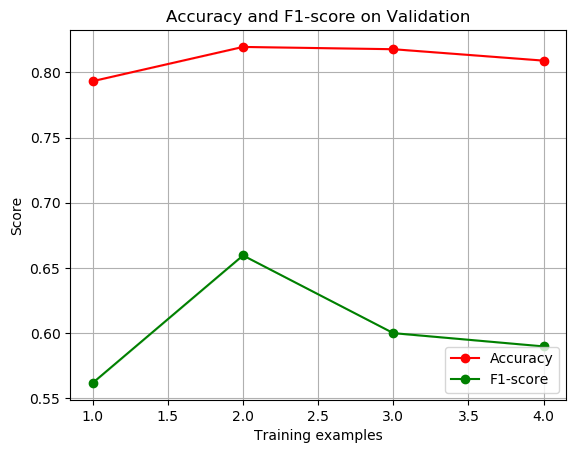 Accuracy and F1-score on Validation
Score
0.80
0.75
0.70
0.65
0.60
0.55
Accuracy
F1-score
1.0 1.5 2.0 2.5 3.0 3.5 4.0
Training examples